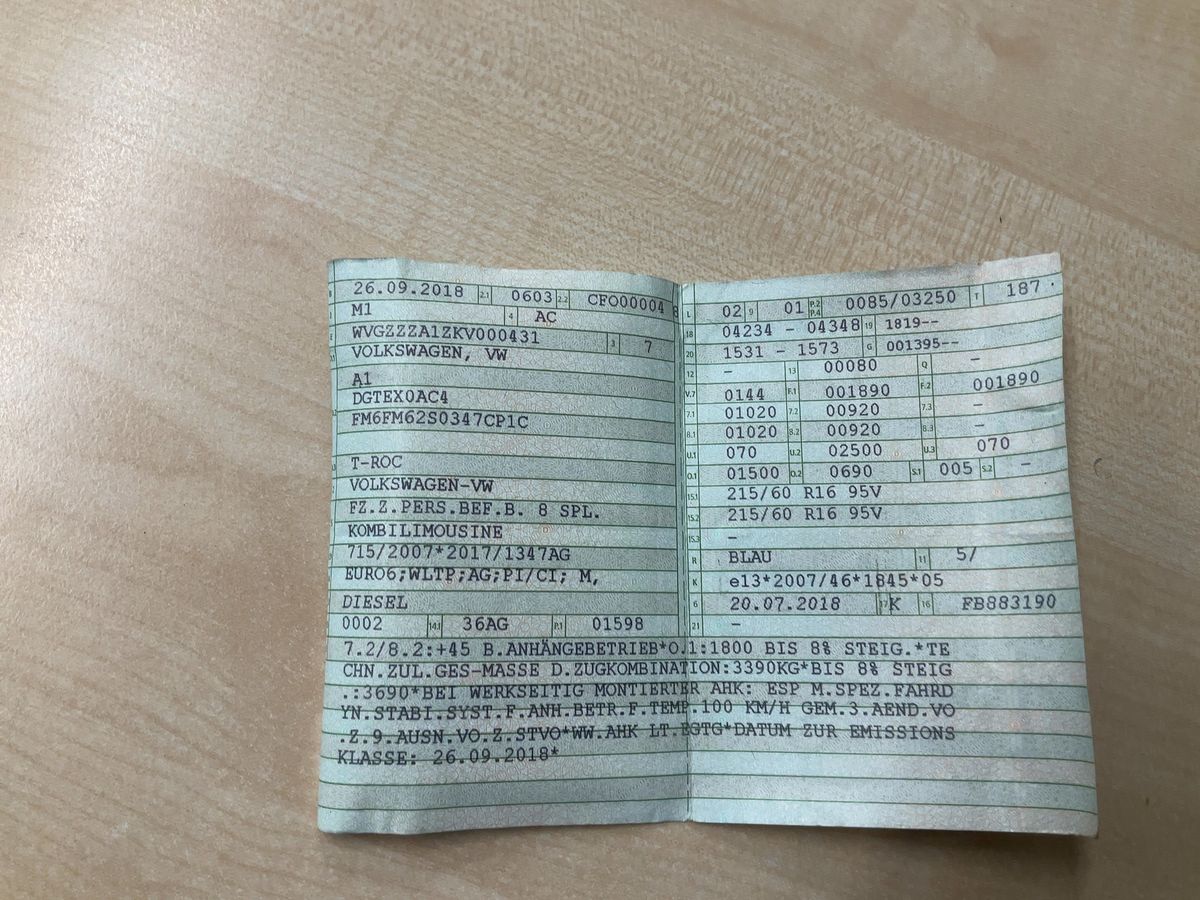 26.09.2018 2.1 0603 2.2 CFO00004 8
M1 4 AC
WVGZZZA1ZKV000431 3 7
VOLKSWAGEN, VW
A1
DGTEX0AC4
FM6FM62S0347CP1C
T-ROC
VOLKSWAGEN-VW
FZ.Z.PERS.BEF.B. 8 SPL.
KOMBILIMOUSINE
715/2007*2017/1347AG
EURO6;WLTP;AG;PI/CI; M,
DIESEL
0002 14.1 36AG P.1 01598
L 02 9 01 P.2 P.4 0085/03250 T 187
18 04234 - 04348 19 1819--
20 1531 - 1573 G 001395--
12 - 13 00080 Q -
V.7 0144 F.1 001890 F.2 001890
7.1 01020 7.2 00920 7.3 -
8.1 01020 8.2 00920 8.3 -
U.1 070 U.2 02500 U.3 070
O.1 01500 O.2 0690 S.1 005 S.2 -
15.1 215/60 R16 95V
15.2 215/60 R16 95V
15.3 -
R BLAU 11 5/
K e13*2007/46*1845*05
6 20.07.2018 17 K 16 FB883190
21 -
7.2/8.2:+45 B.ANHÄNGEBETRIEB*O.1:1800 BIS 8% STEIG.*TE
CHN.ZUL.GES-MASSE D.ZUGKOMBINATION:3390KG*BIS 8% STEIG
.:3690*BEI WERKSEITIG MONTIERTER AHK: ESP M.SPEZ.FAHRD
YN.STABI.SYST.F.ANH.BETR.F.TEMP.100 KM/H GEM.3.AEND.VO
.Z.9.AUSN.VO.Z.STVO*WW.AHK LT.EGTG*DATUM ZUR EMISSIONS
KLASSE: 26.09.2018*